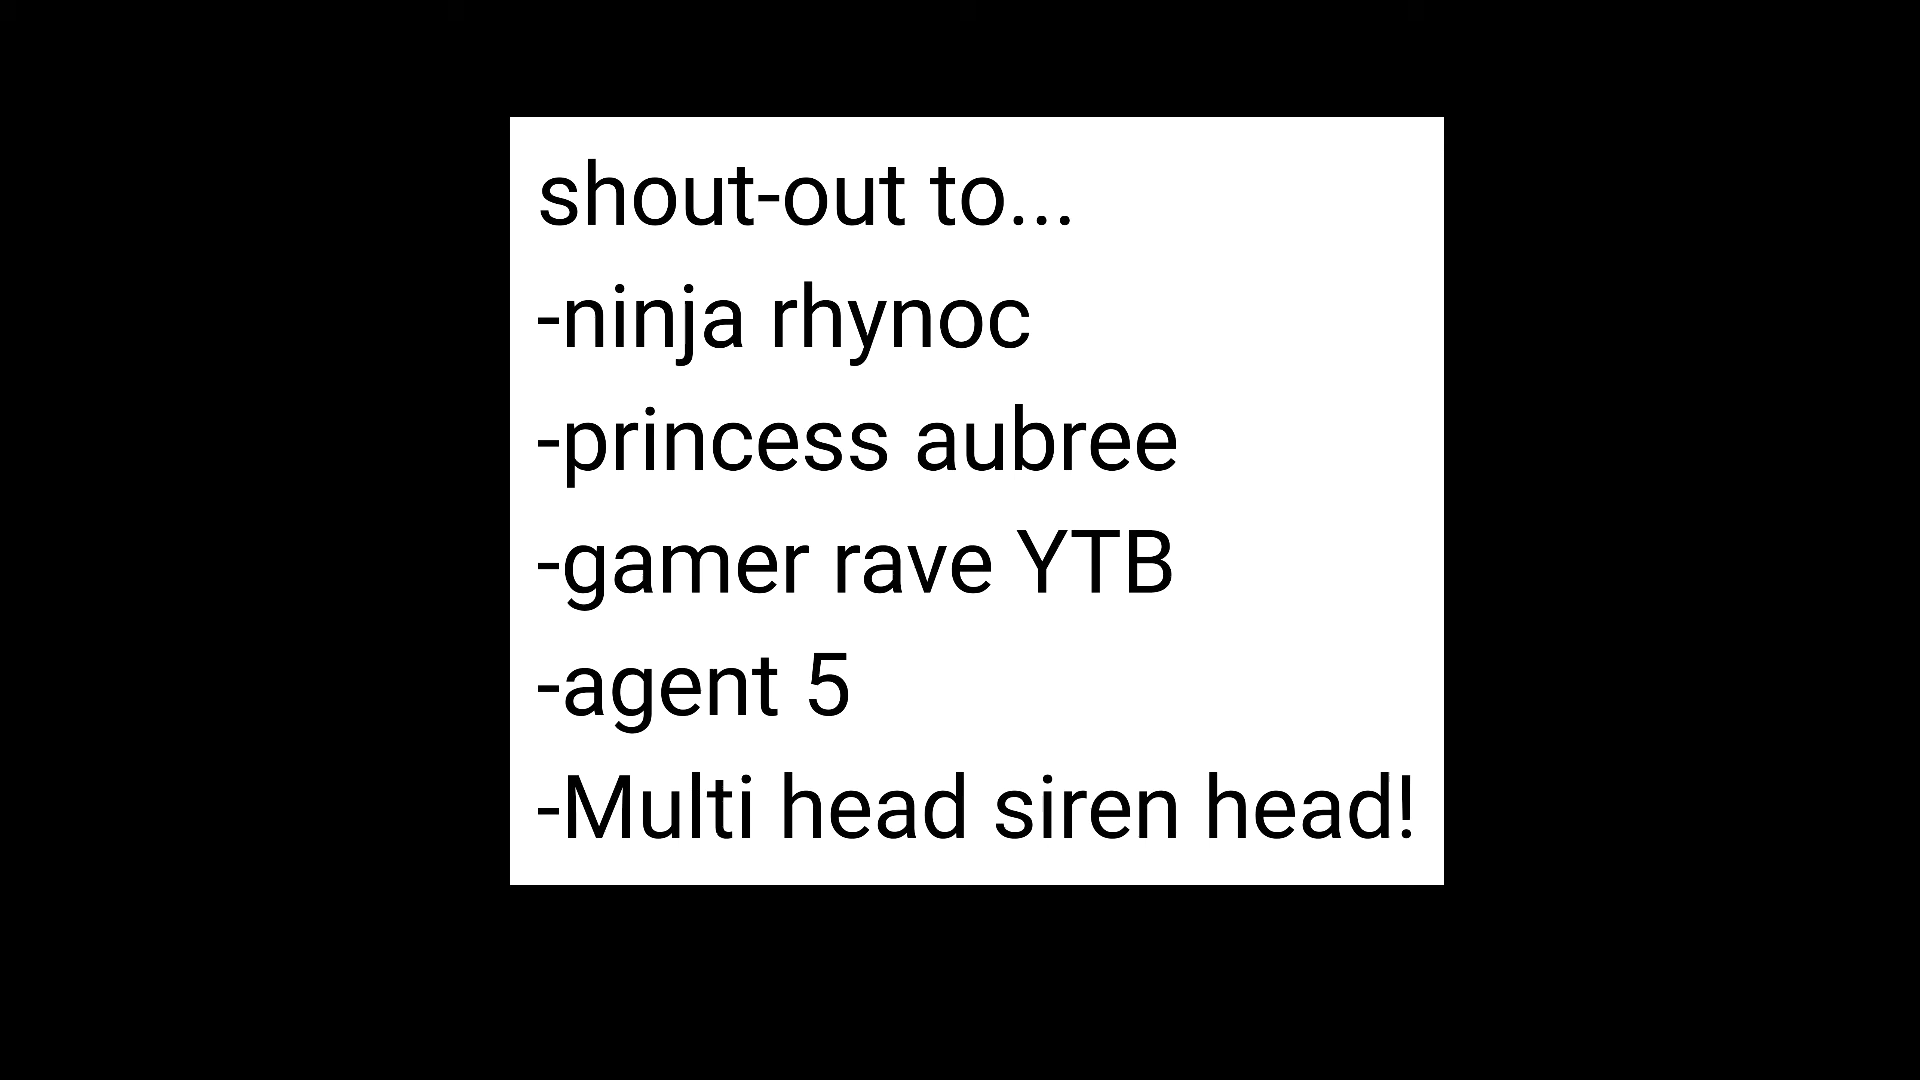 shout-out to...
-ninja rhynoc
-princess aubree
-gamer rave YTB
-agent 5
-Multi head siren head!